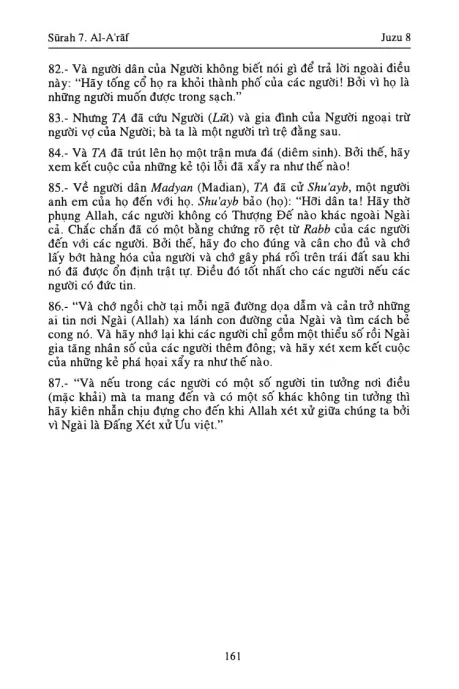 Sūrah 7. Al-A'rāf Juzu 8
82.- Và người dân của Người không biết nói gì để trả lời ngoài điều
này: “Hãy tống cổ họ ra khỏi thành phố của các người! Bởi vì họ là
những người muốn được trong sạch.”
83.- Nhưng TA đã cứu Người (Lūt) và gia đình của Người ngoại trừ
người vợ của Người; bà ta là một người trì trệ đằng sau.
84.- Và TA đã trút lên họ một trận mưa đá (diêm sinh). Bởi thế, hãy
xem kết cuộc của những kẻ tội lỗi đã xẩy ra như thế nào!
85.- Về người dân Madyan (Madian), TA đã cử Shu'ayb, một người
anh em của họ đến với họ. Shu'ayb bảo (họ): “Hỡi dân ta! Hãy thờ
phụng Allah, các người không có Thượng Đế nào khác ngoài Ngài
cả. Chắc chắn đã có một bằng chứng rõ rệt từ Rabb của các người
đến với các người. Bởi thế, hãy đo cho đúng và cân cho đủ và chớ
lấy bớt hàng hóa của người và chớ gây phá rối trên trái đất sau khi
nó đã được ổn định trật tự. Điều đó tốt nhất cho các người nếu các
người có đức tin.
86.- “Và chớ ngồi chờ tại mỗi ngã đường dọa dẫm và cản trở những
ai tin nơi Ngài (Allah) xa lánh con đường của Ngài và tìm cách bẻ
cong nó. Và hãy nhớ lại khi các người chỉ gồm một thiểu số rồi Ngài
gia tăng nhân số của các người thêm đông; và hãy xét xem kết cuộc
của những kẻ phá họai xẩy ra như thế nào.
87.- “Và nếu trong các người có một số người tin tưởng nơi điều
(mặc khải) mà ta mang đến và có một số khác không tin tưởng thì
hãy kiên nhẫn chịu đựng cho đến khi Allah xét xử giữa chúng ta bởi
vì Ngài là Đấng Xét xử Ưu việt.”
161